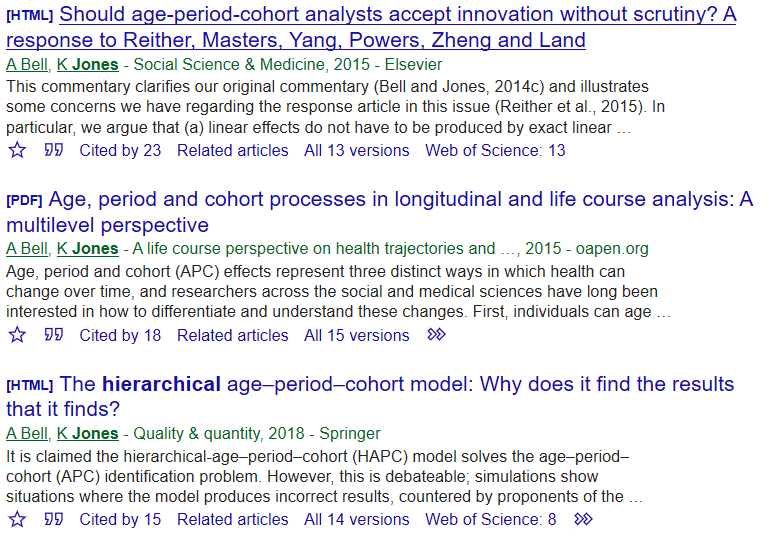 [HTML] Should age-period-cohort analysts accept innovation without scrutiny? A
response to Reither, Masters, Yang, Powers, Zheng and Land
A Bell, K Jones - Social Science & Medicine, 2015 - Elsevier
This commentary clarifies our original commentary (Bell and Jones, 2014c) and illustrates
some concerns we have regarding the response article in this issue (Reither et al., 2015). In
particular, we argue that (a) linear effects do not have to be produced by exact linear …
Cited by 23 Related articles All 13 versions Web of Science: 13
[PDF] Age, period and cohort processes in longitudinal and life course analysis: A
multilevel perspective
A Bell, K Jones - A life course perspective on health trajectories and …, 2015 - oapen.org
Age, period and cohort (APC) effects represent three distinct ways in which health can
change over time, and researchers across the social and medical sciences have long been
interested in how to differentiate and understand these changes. First, individuals can age …
Cited by 18 Related articles All 15 versions
[HTML] The hierarchical age–period–cohort model: Why does it find the results
that it finds?
A Bell, K Jones - Quality & quantity, 2018 - Springer
It is claimed the hierarchical-age–period–cohort (HAPC) model solves the age–period–
cohort (APC) identification problem. However, this is debateable; simulations show
situations where the model produces incorrect results, countered by proponents of the …
Cited by 15 Related articles All 14 versions Web of Science: 8